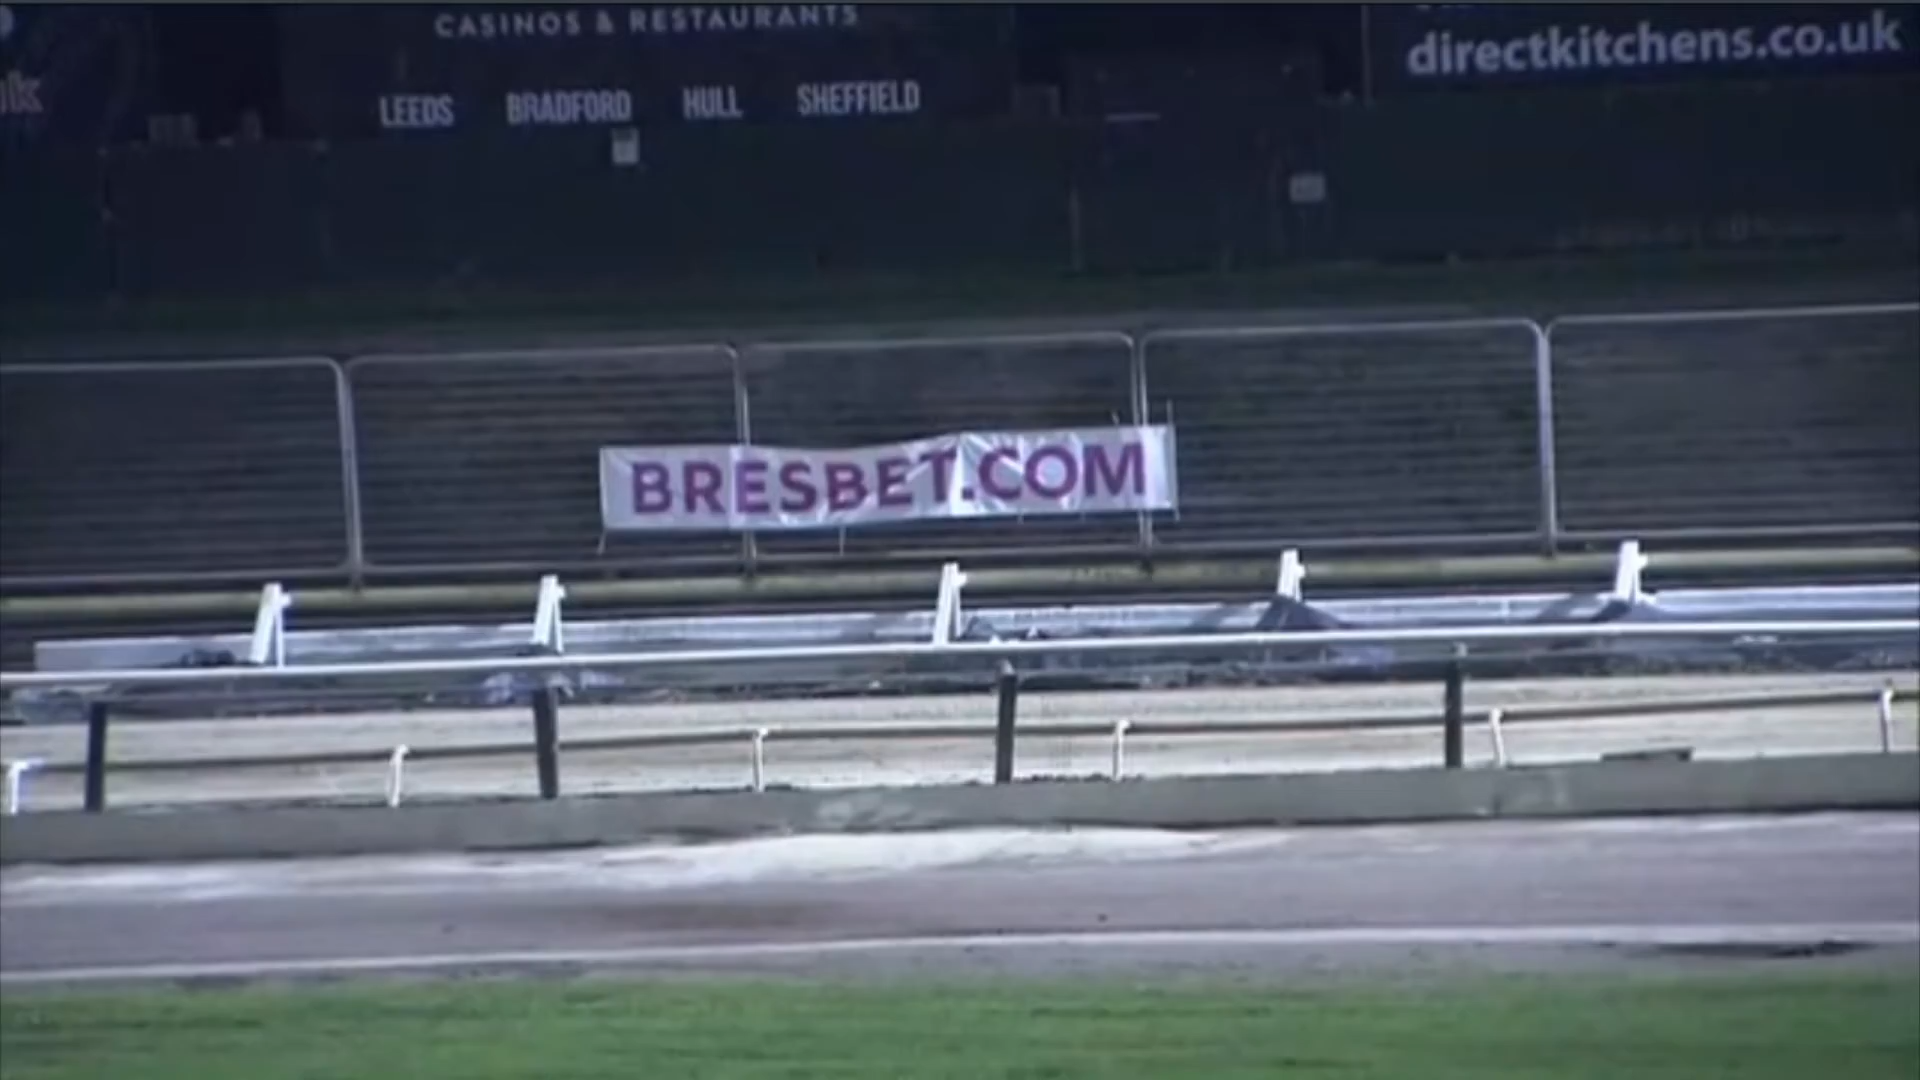 CASINOS & RESTAURANTS
LEEDS BRADFORD HULL SHEFFIELD
directkitchens.co.uk
BRESBET.COM